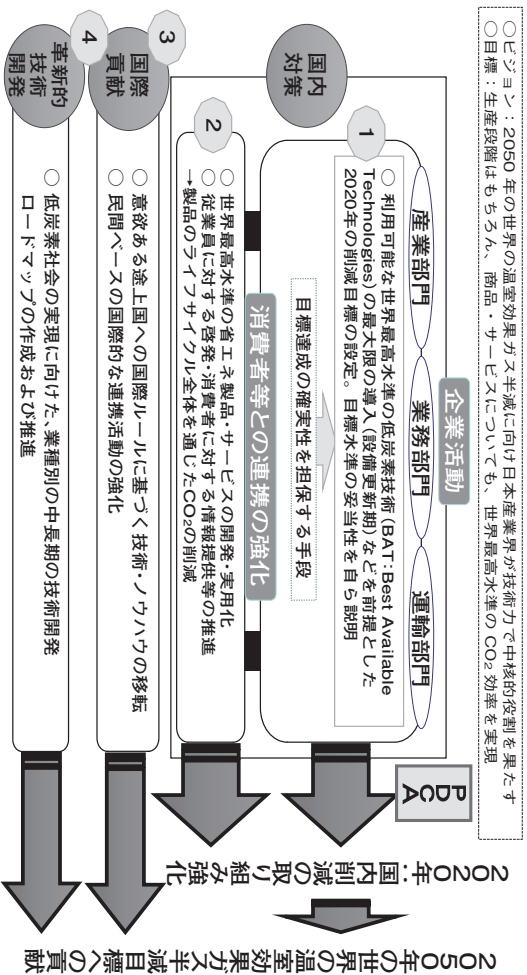 ○ビジョン：2050年の世界の温室効果ガス半減に向け日本産業界が技術力で中核的役割を果たす
○目標：生産段階はもちろん、商品・サービスについても、世界最高水準のCO₂効率を実現
企業活動
PDCA
国内対策
産業部門
業務部門
運輸部門
1
○ 利用可能な世界最高水準の低炭素技術（BAT：Best Available
Technologies）の最大限の導入（設備更新期）などを前提とした
2020年の削減目標の設定。目標水準の妥当性を自ら説明
目標達成の確実性を担保する手段
消費者等との連携の強化
2
○ 世界最高水準の省エネ製品・サービスの開発・実用化
○ 従業員に対する啓発・消費者に対する情報提供等の推進
→製品のライフサイクル全体を通じたCO₂の削減
3
国際貢献
○ 意欲ある途上国への国際ルールに基づく技術・ノウハウの移転
○ 民間ベースの国際的な連携活動の強化
4
革新的技術開発
○ 低炭素社会の実現に向けた、業種別の中長期の技術開発
ロードマップの作成および推進
2020年：国内削減の取り組み強化
2050年の世界の温室効果ガス半減目標への貢献